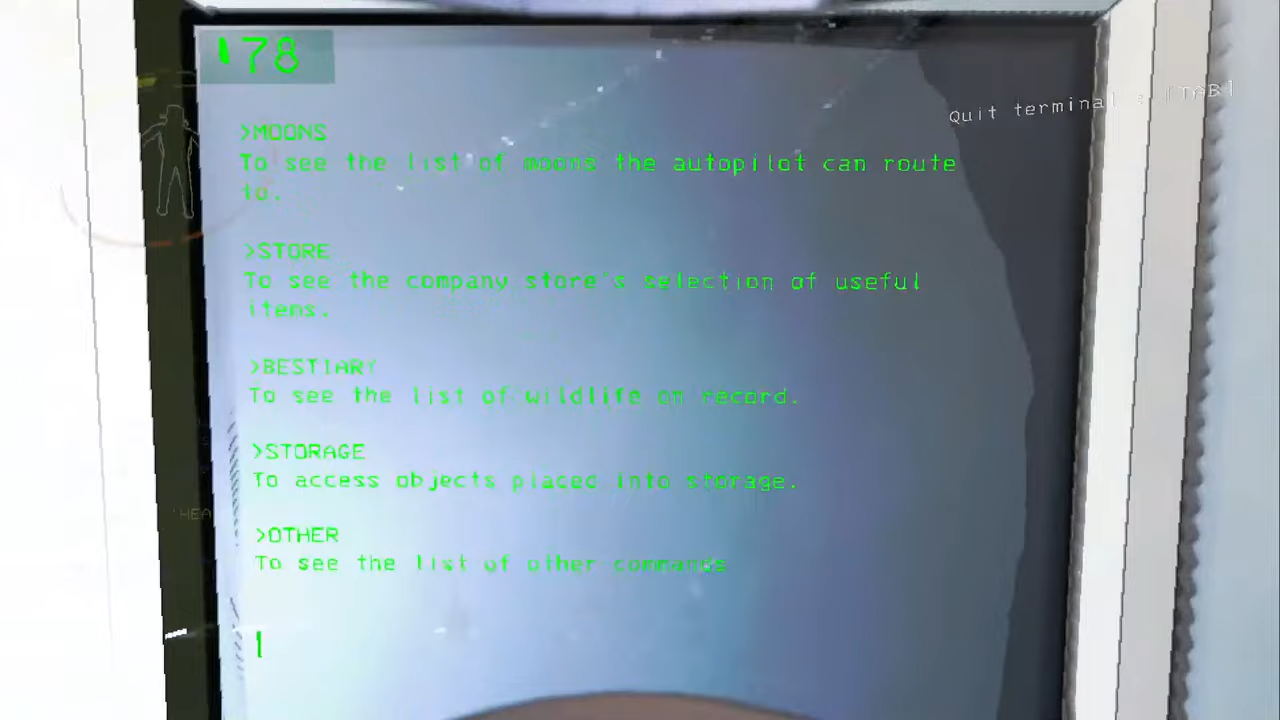 ▮78
Quit terminal : [TAB]
>MOONS
To see the list of moons the autopilot can route
to.
>STORE
To see the company store's selection of useful
items.
>BESTIARY
To see the list of wildlife on record.
>STORAGE
To access objects placed into storage.
>OTHER
To see the list of other commands